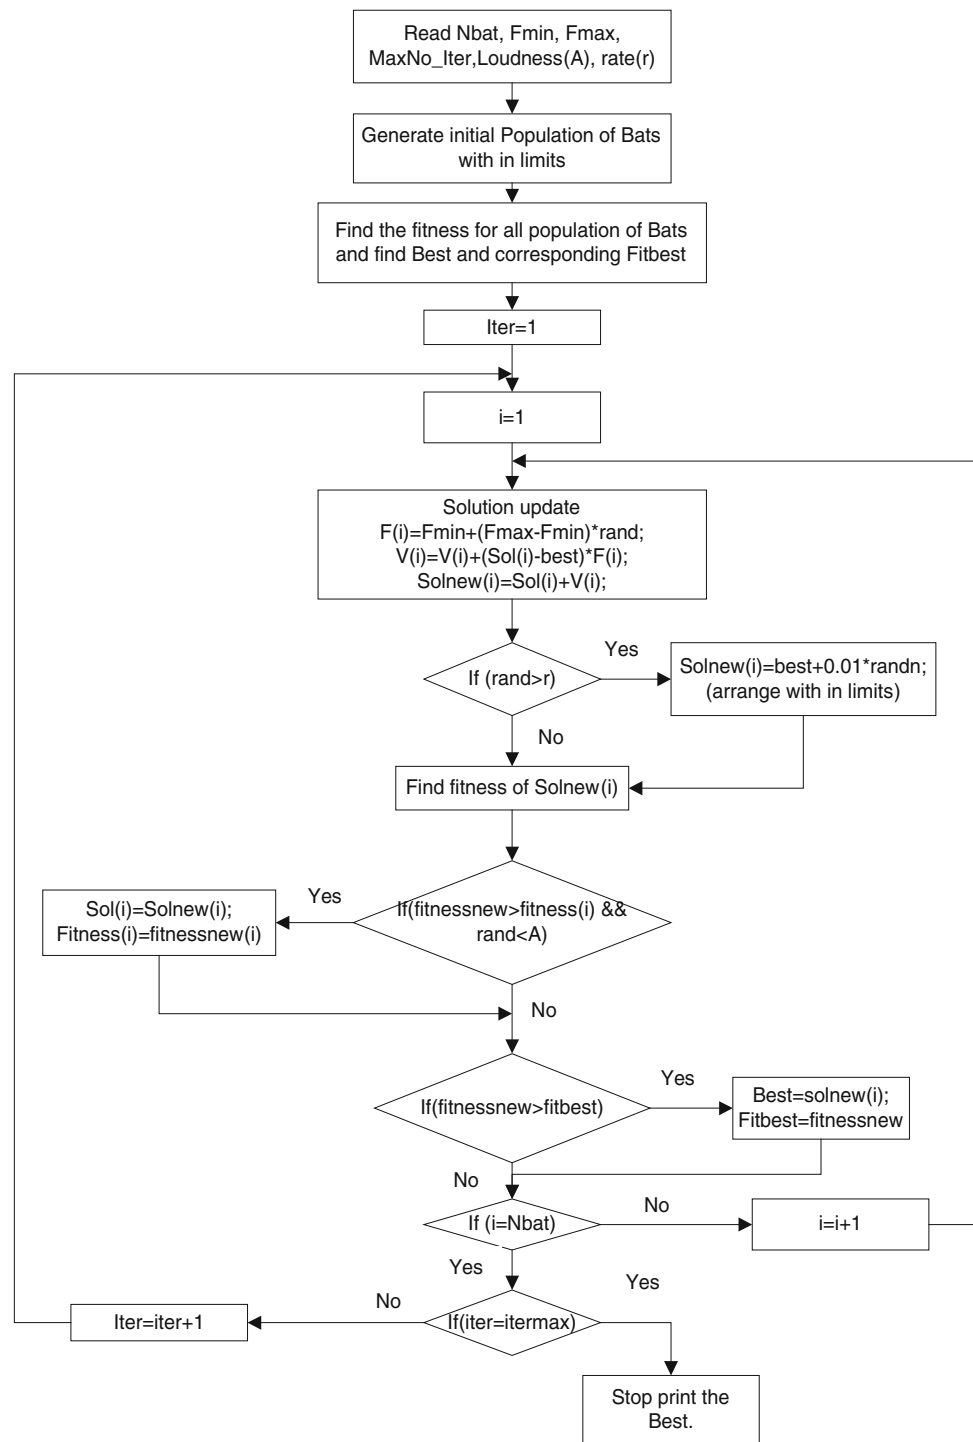 Read Nbat, Fmin, Fmax,
MaxNo_Iter,Loudness(A), rate(r)
Generate initial Population of Bats
with in limits
Find the fitness for all population of Bats
and find Best and corresponding Fitbest
Iter=1
i=1
Solution update
F(i)=Fmin+(Fmax-Fmin)*rand;
V(i)=V(i)+(Sol(i)-best)*F(i);
Solnew(i)=Sol(i)+V(i);
If (rand>r)
Yes
Solnew(i)=best+0.01*randn;
(arrange with in limits)
No
Find fitness of Solnew(i)
If(fitnessnew>fitness(i) &&
rand<A)
Yes
Sol(i)=Solnew(i);
Fitness(i)=fitnessnew(i)
No
If(fitnessnew>fitbest)
Yes
Best=solnew(i);
Fitbest=fitnessnew
No
If (i=Nbat)
No
i=i+1
Yes
If(iter=itermax)
No
Iter=iter+1
Yes
Stop print the
Best.